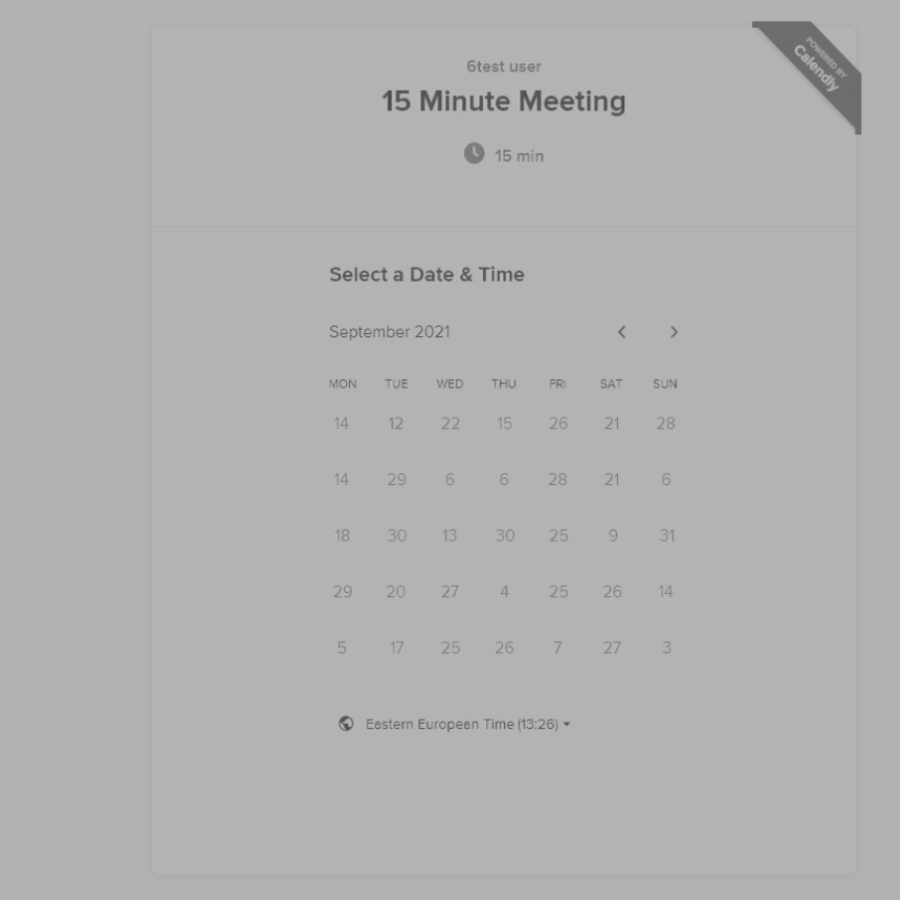 POWERED BY
Calendly
6test user
15 Minute Meeting
15 min
Select a Date & Time
September 2021
MON TUE WED THU FRI SAT SUN
14 12 22 15 26 21 28
14 29 6 6 28 21 6
18 30 13 30 25 9 31
29 20 27 4 25 26 14
5 17 25 26 7 27 3
Eastern European Time (13:26)